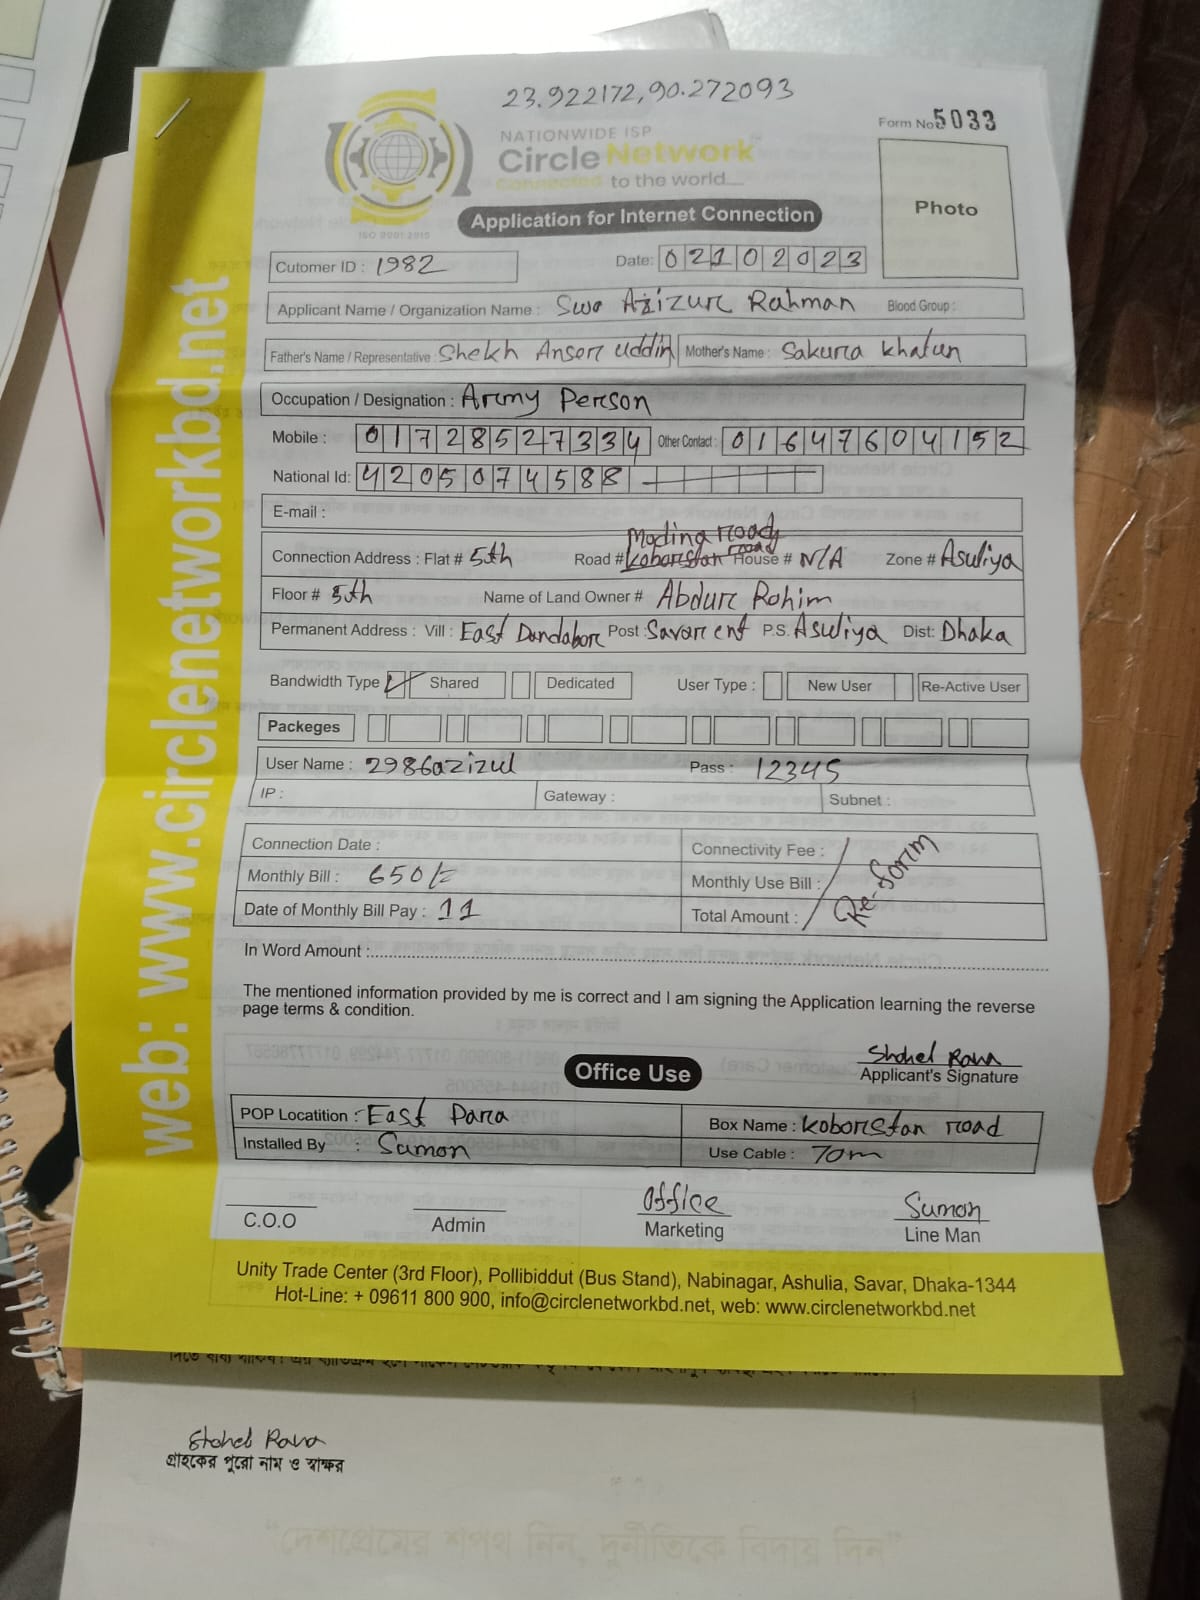 23.922172,90.272093
NATIONWIDE ISP
Circle Network
Connected to the world
ISO 9001:2015
Form No 5033
Photo
Application for Internet Connection
Cutomer ID : 1982 Date: 02102023
Applicant Name / Organization Name : Swo Azizur Rahman Blood Group :
Father's Name / Representative : Shekh Anser uddin Mother's Name : Sakura khatun
Occupation / Designation : Army Person
Mobile : 01728527334 Other Contact : 01647604152
National Id: 4205074588
E-mail :
Moding roody
Connection Address : Flat # 5th Road # koborstan road House # N/A Zone # Asuliya
Floor # 5th Name of Land Owner # Abdur Rohim
Permanent Address : Vill : East Dandabor Post : Savar cent P.S. Asuliya Dist: Dhaka
Bandwidth Type Shared Dedicated User Type : New User Re-Active User
Packeges
User Name : 2986azizul Pass : 12345
IP : Gateway : Subnet :
Connection Date : Connectivity Fee :
Monthly Bill : 650/= Monthly Use Bill :
Date of Monthly Bill Pay : 11 Total Amount :
Re-form
In Word Amount :
The mentioned information provided by me is correct and I am signing the Application learning the reverse
page terms & condition.
Shohel Rana
Applicant's Signature
Office Use
POP Locatition : East Para Box Name : koborstan road
Installed By : Sumon Use Cable : 70m
Office Sumon
C.O.O Admin Marketing Line Man
Unity Trade Center (3rd Floor), Pollibiddut (Bus Stand), Nabinagar, Ashulia, Savar, Dhaka-1344
Hot-Line: + 09611 800 900, info@circlenetworkbd.net, web: www.circlenetworkbd.net
web: www.circlenetworkbd.net
Shohel Rana
গ্রাহকের পুরো নাম ও স্বাক্ষর
“দেশপ্রেমের শপথ নিন, দুর্নীতিকে বিদায় দিন”